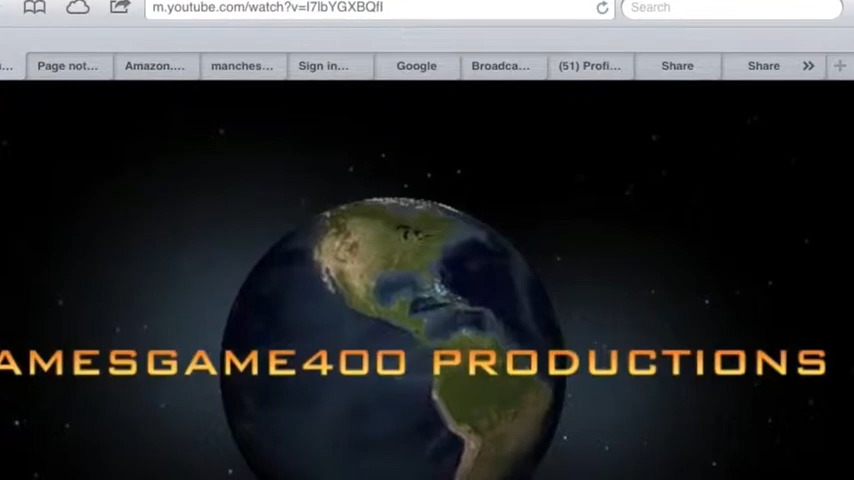 m.youtube.com/watch?v=I7lbYGXBQfI
Search
Page not... Amazon.... manches... Sign in... Google Broadca... (51) Profi... Share Share
AMESGAME400 PRODUCTIONS